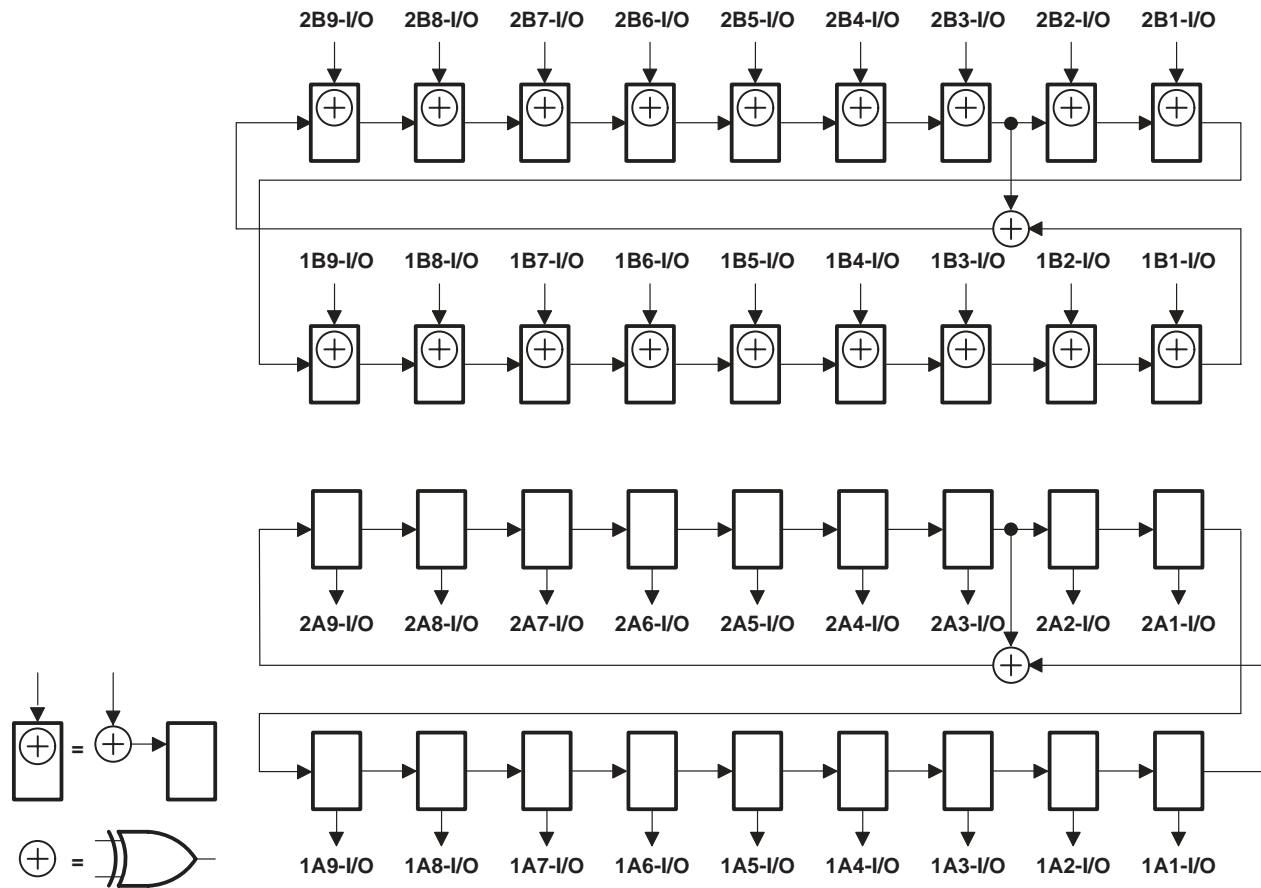 2B9-I/O 2B8-I/O 2B7-I/O 2B6-I/O 2B5-I/O 2B4-I/O 2B3-I/O 2B2-I/O 2B1-I/O
1B9-I/O 1B8-I/O 1B7-I/O 1B6-I/O 1B5-I/O 1B4-I/O 1B3-I/O 1B2-I/O 1B1-I/O
2A9-I/O 2A8-I/O 2A7-I/O 2A6-I/O 2A5-I/O 2A4-I/O 2A3-I/O 2A2-I/O 2A1-I/O
=
=
1A9-I/O 1A8-I/O 1A7-I/O 1A6-I/O 1A5-I/O 1A4-I/O 1A3-I/O 1A2-I/O 1A1-I/O